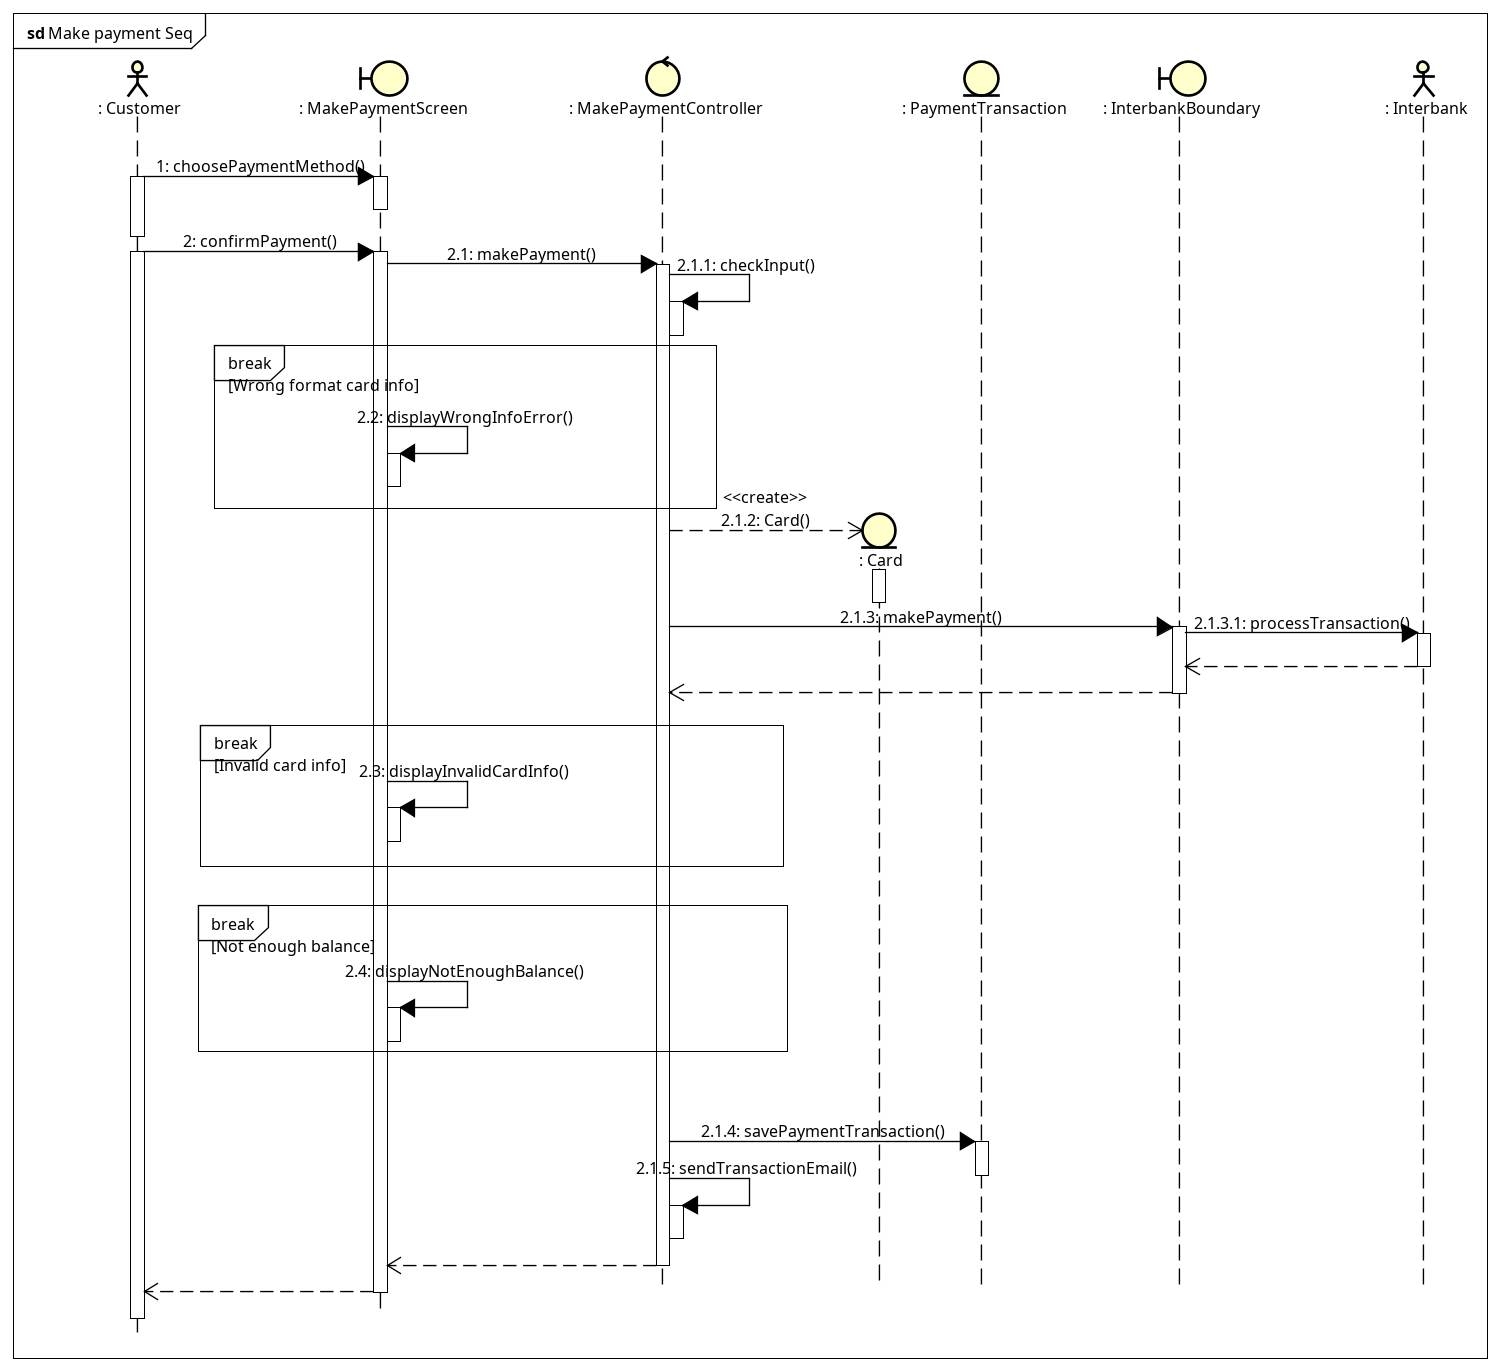 sd Make payment Seq
: Customer
: MakePaymentScreen
: MakePaymentController
: PaymentTransaction
: InterbankBoundary
: Interbank
1: choosePaymentMethod()
2: confirmPayment()
2.1: makePayment()
2.1.1: checkInput()
break
[Wrong format card info]
2.2: displayWrongInfoError()
<<create>>
2.1.2: Card()
: Card
2.1.3: makePayment()
2.1.3.1: processTransaction()
break
[Invalid card info]
2.3: displayInvalidCardInfo()
break
[Not enough balance]
2.4: displayNotEnoughBalance()
2.1.4: savePaymentTransaction()
2.1.5: sendTransactionEmail()